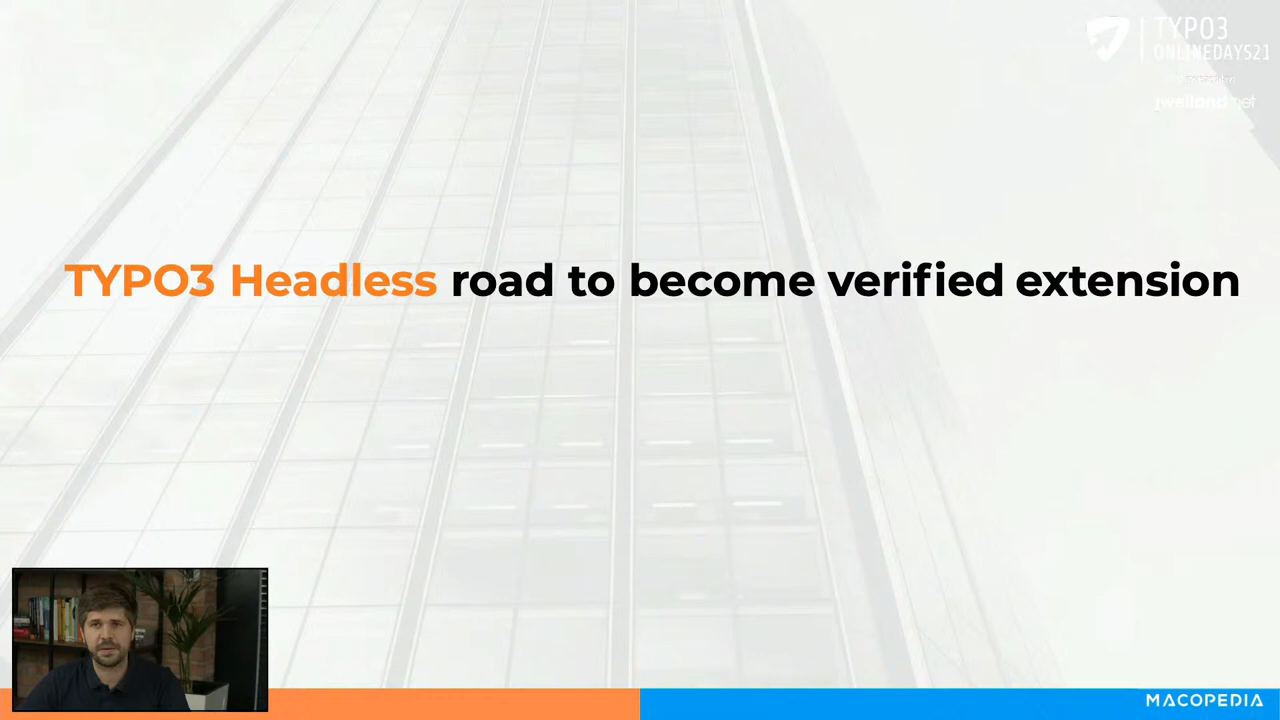 TYPO3
ONLINEDAYS21
TYPO3 Headless road to become verified extension
MACOPEDIA